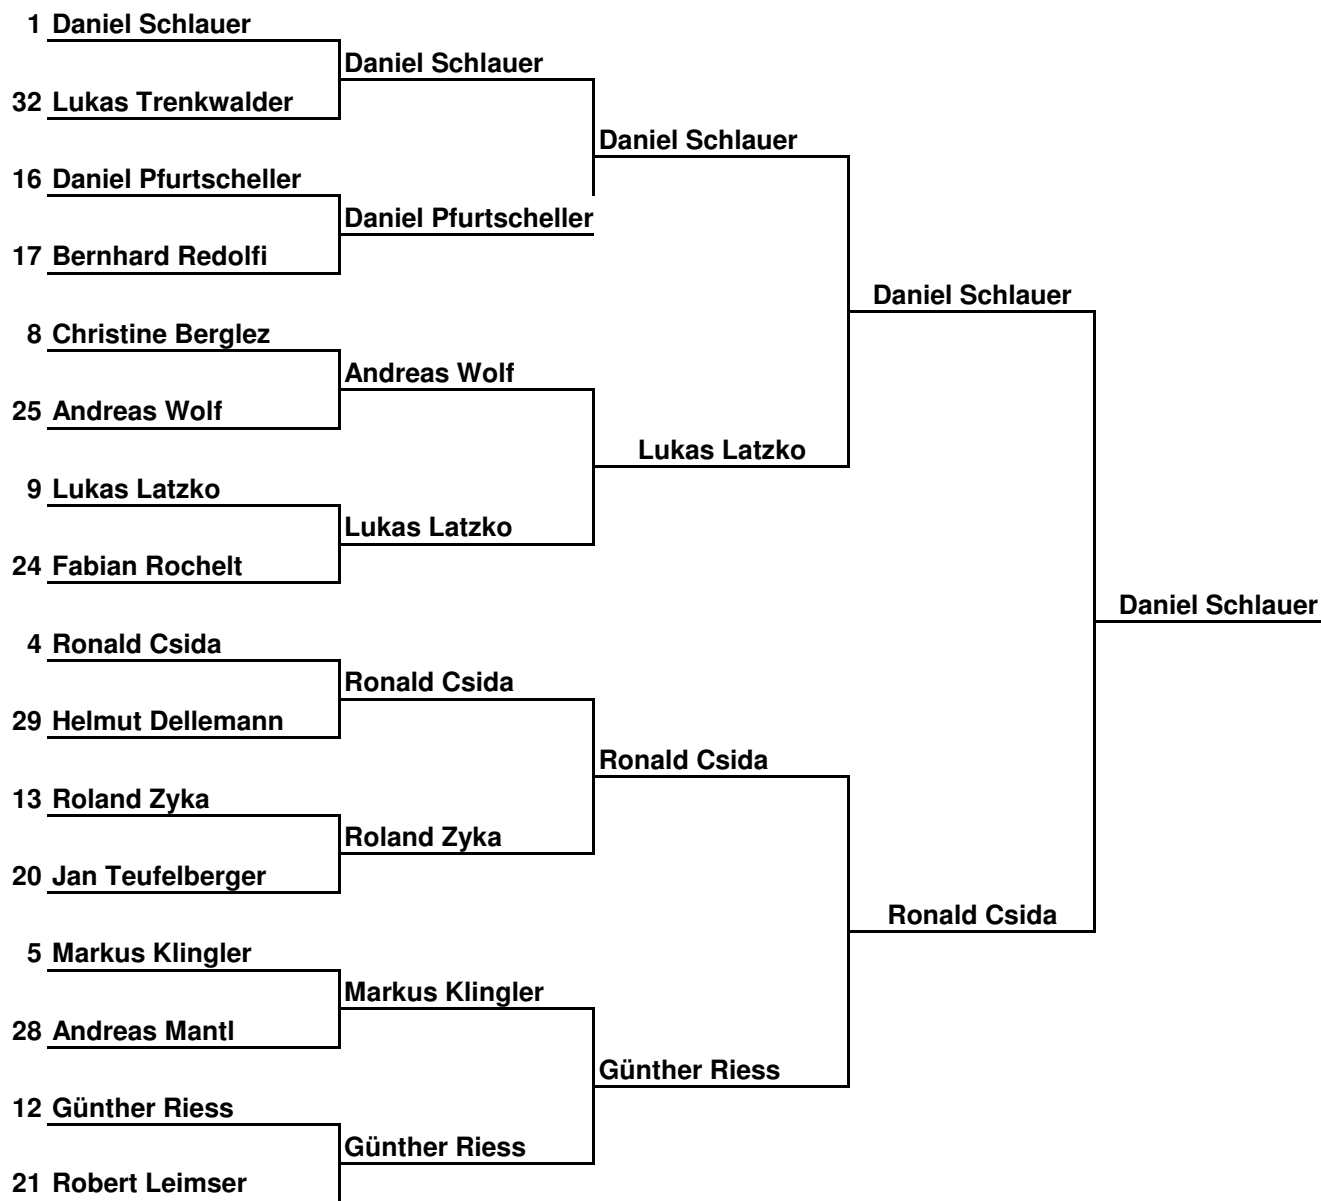 1 Daniel Schlauer
Daniel Schlauer
32 Lukas Trenkwalder
Daniel Schlauer
16 Daniel Pfurtscheller
Daniel Pfurtscheller
17 Bernhard Redolfi
Daniel Schlauer
8 Christine Berglez
Andreas Wolf
25 Andreas Wolf
Lukas Latzko
9 Lukas Latzko
Lukas Latzko
24 Fabian Rochelt
Daniel Schlauer
4 Ronald Csida
Ronald Csida
29 Helmut Dellemann
Ronald Csida
13 Roland Zyka
Roland Zyka
20 Jan Teufelberger
Ronald Csida
5 Markus Klingler
Markus Klingler
28 Andreas Mantl
Günther Riess
12 Günther Riess
Günther Riess
21 Robert Leimser